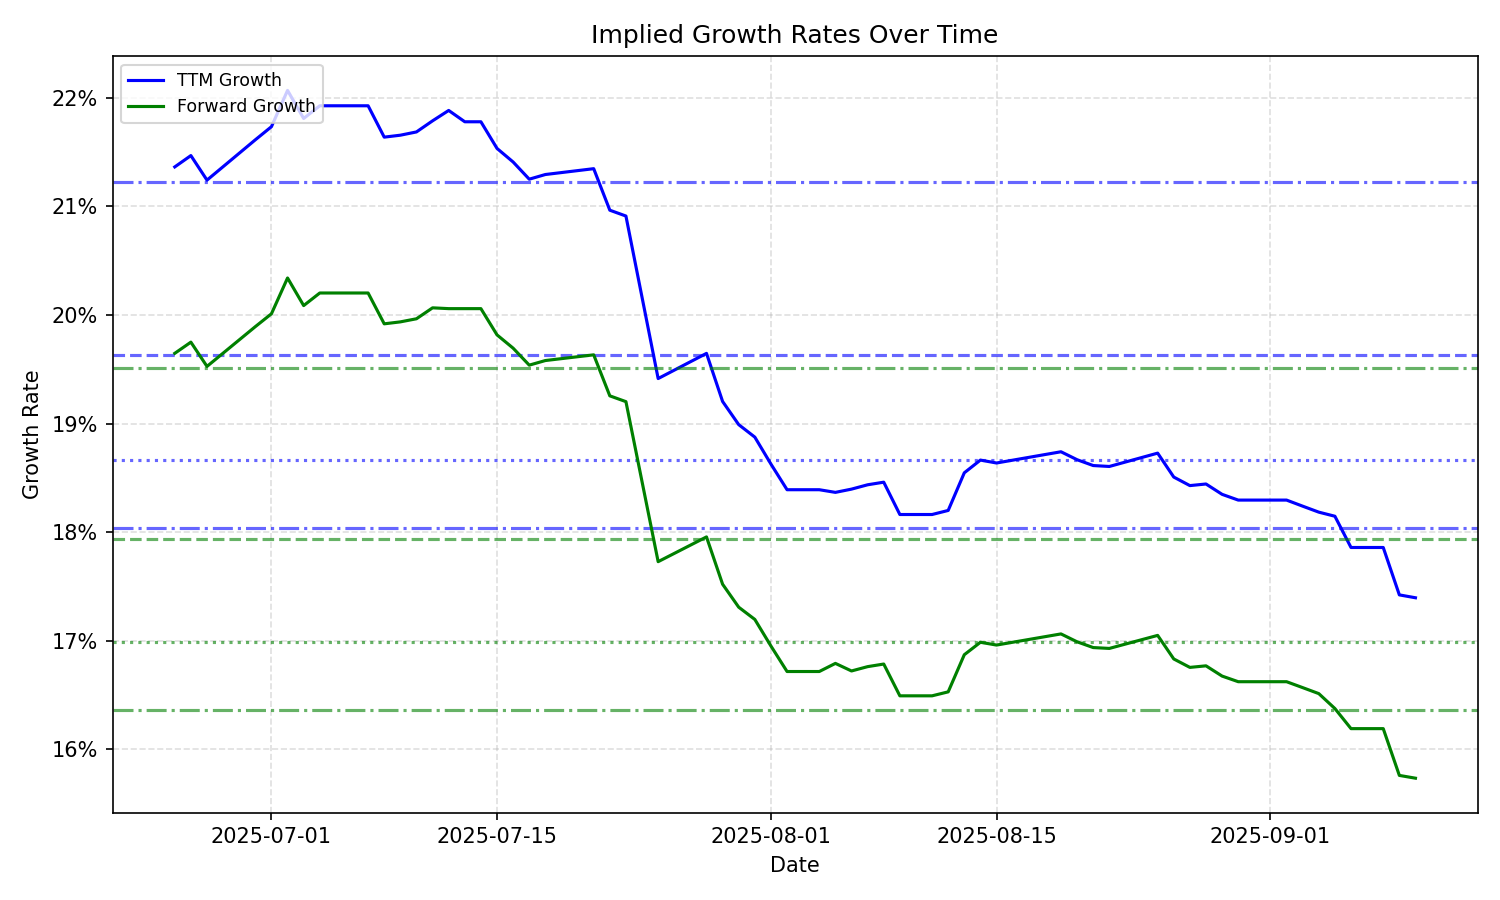 Implied Growth Rates Over Time
TTM Growth
Forward Growth
22%
21%
20%
19%
18%
17%
16%
Growth Rate
2025-07-01
2025-07-15
2025-08-01
2025-08-15
2025-09-01
Date